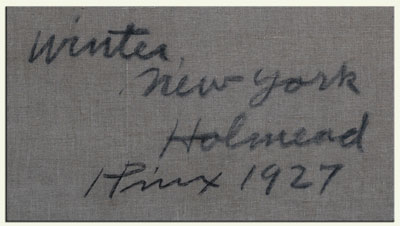 Winter,
New York
Holmead
Pinx 1927